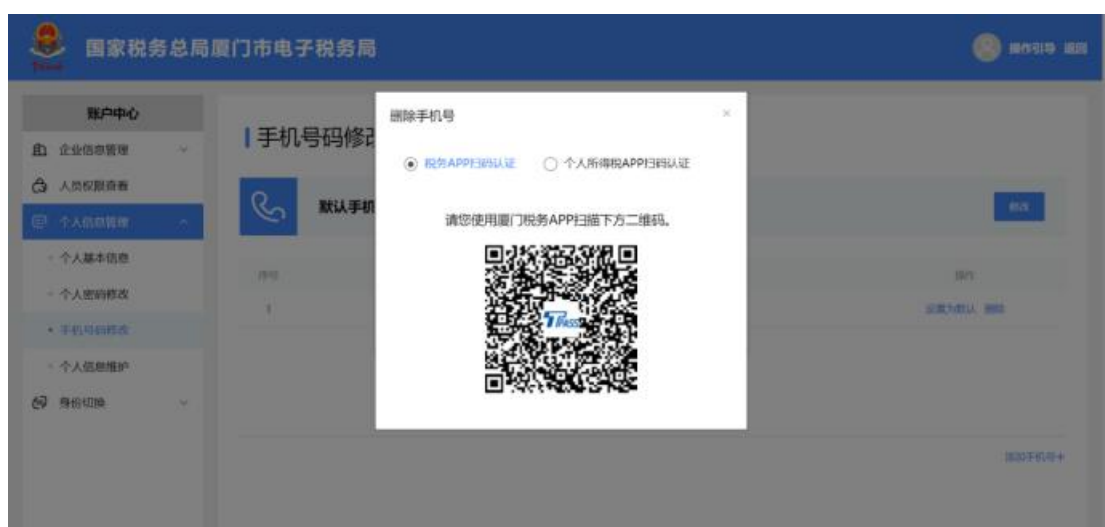 国家税务总局厦门市电子税务局
操作引导 返回
账户中心
企业信息管理
人员权限查看
个人信息管理
个人基本信息
个人密码修改
手机号码修改
个人信息维护
身份切换
手机号码修改
默认手机
修改
序号
操作
1
设置为默认 删除
添加手机号+
删除手机号
×
税务APP扫码认证
个人所得税APP扫码认证
请您使用厦门税务APP扫描下方二维码。
TPASS